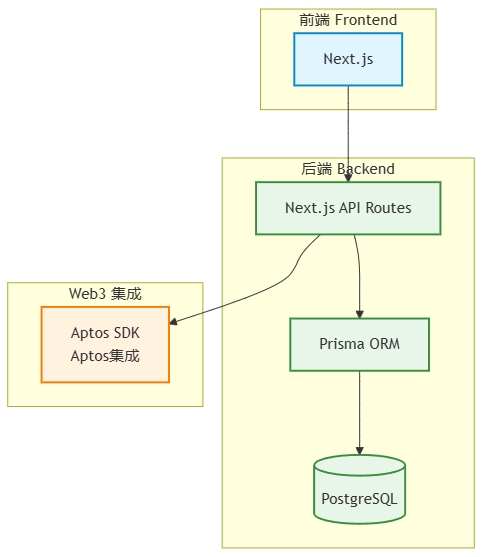 前端 Frontend
Next.js
后端 Backend
Next.js API Routes
Web3 集成
Aptos SDK
Aptos集成
Prisma ORM
PostgreSQL